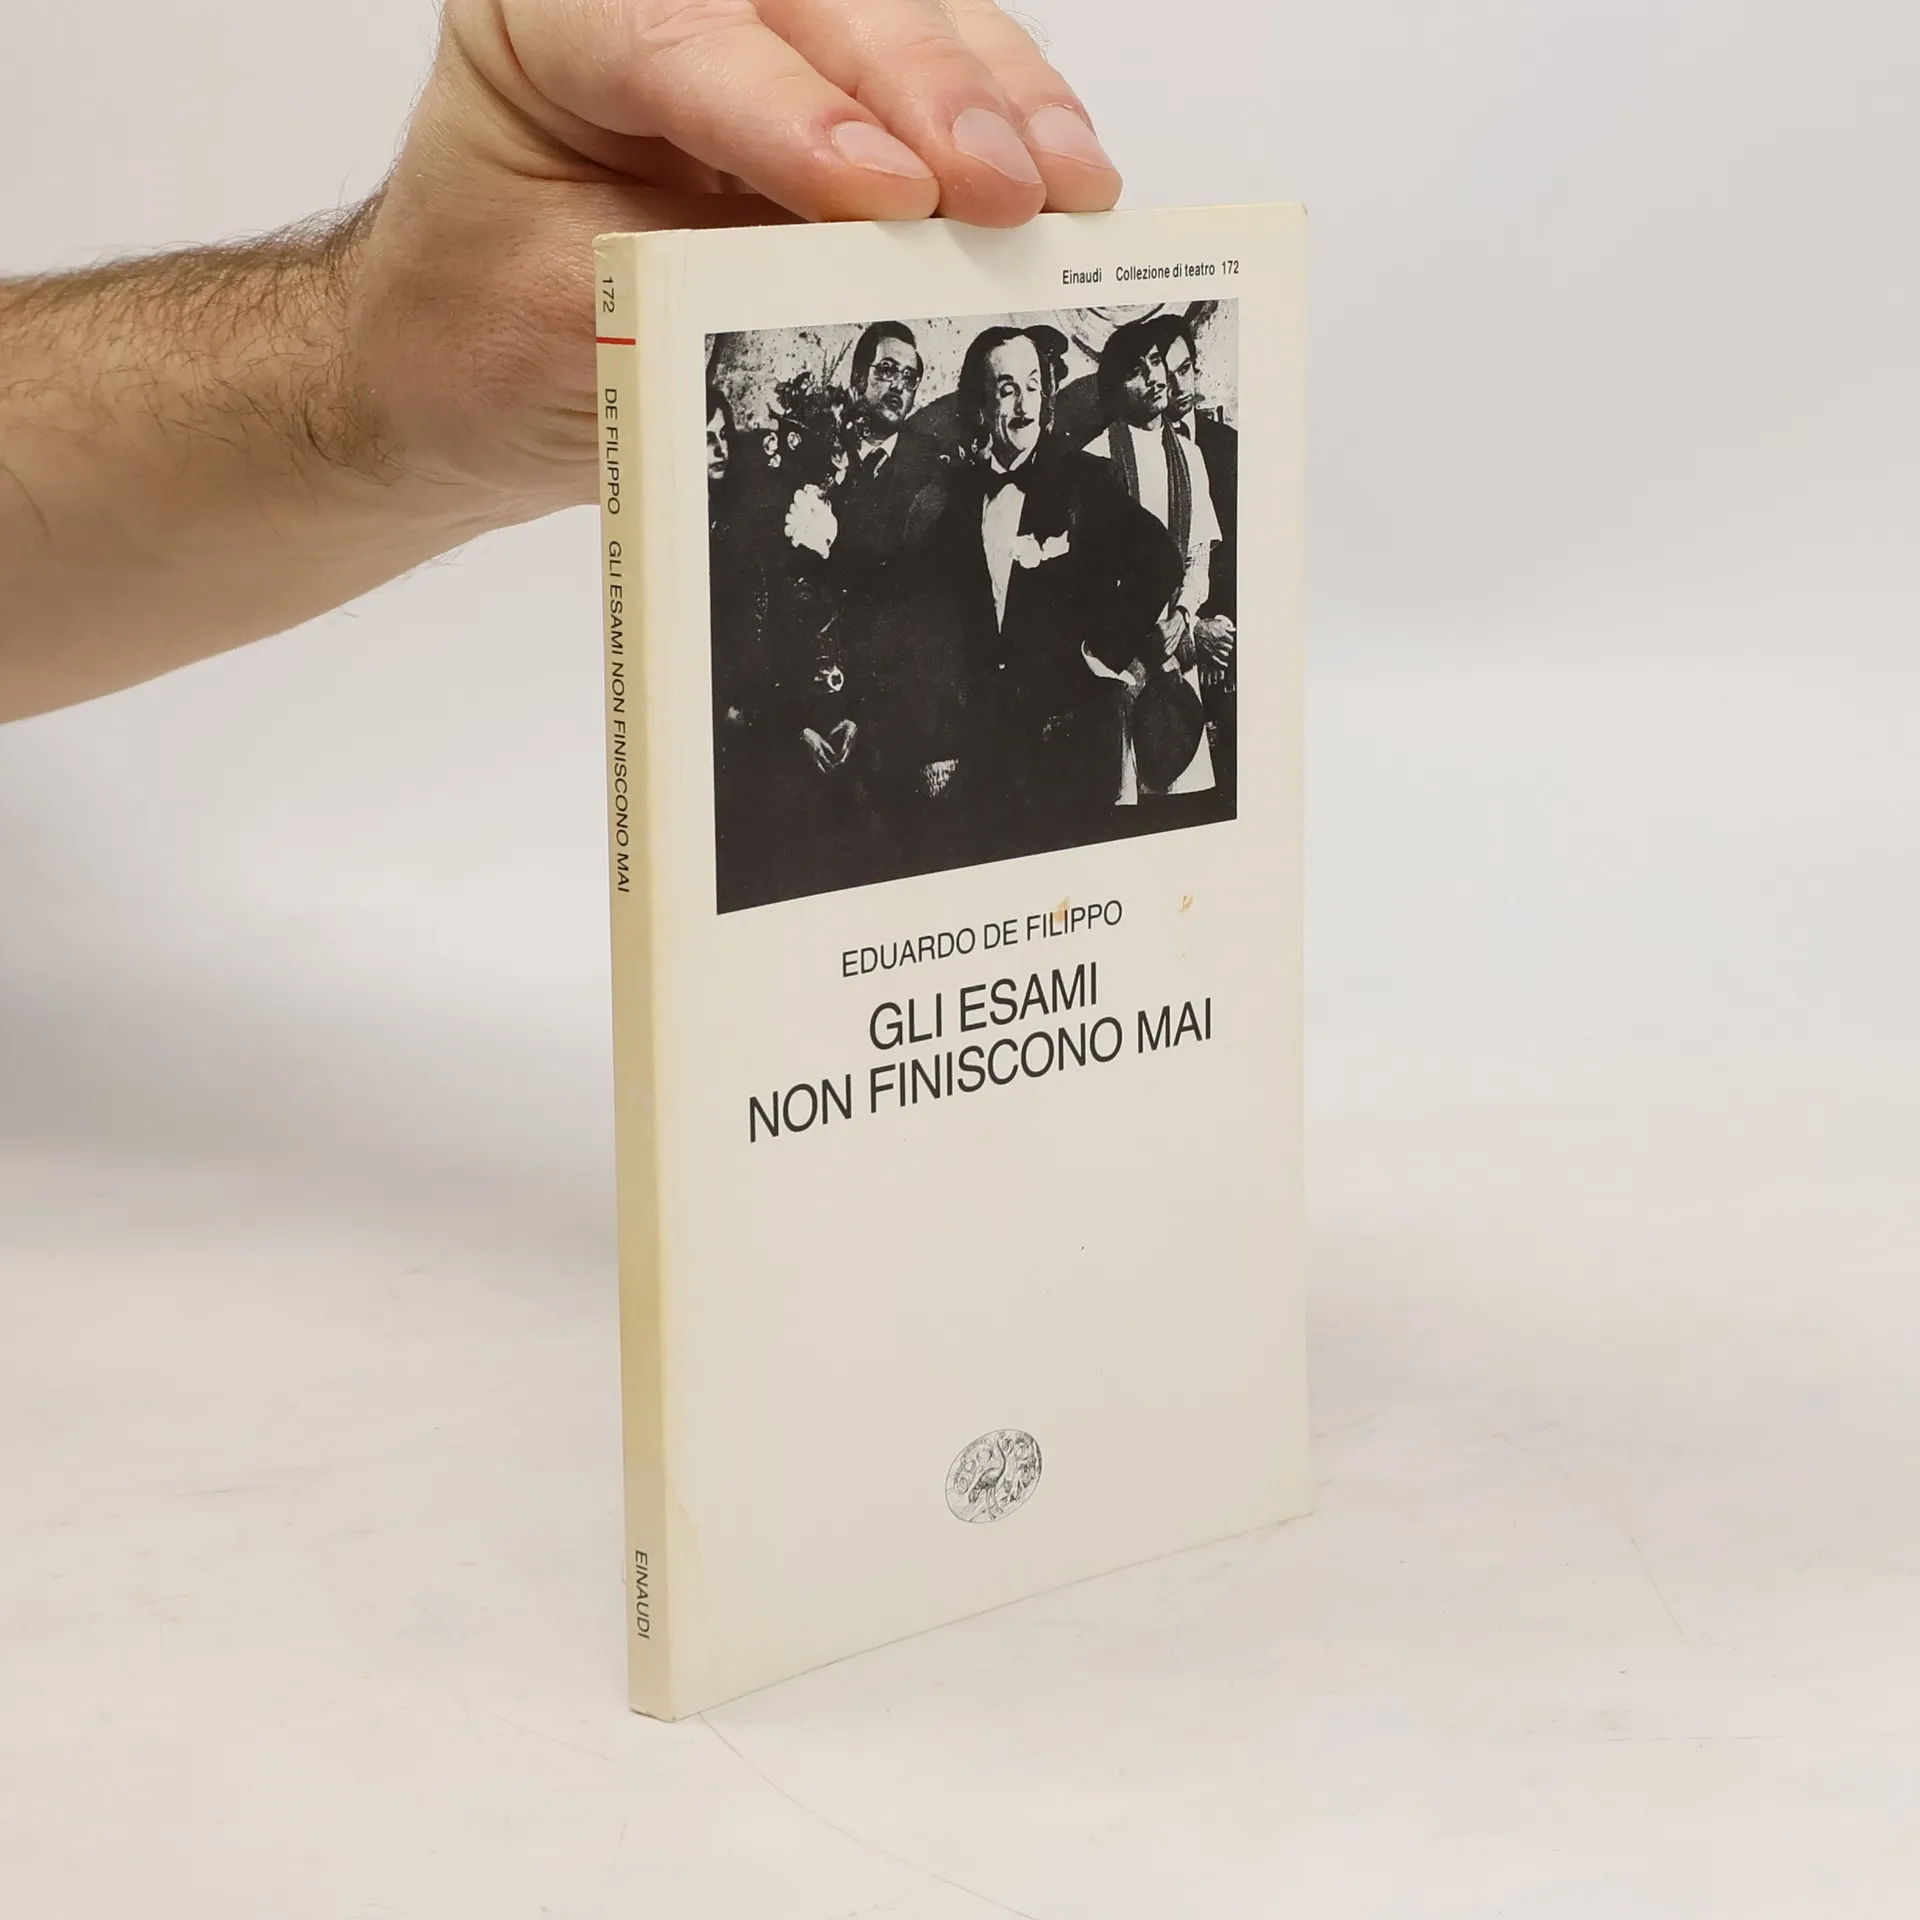 Einaudi Collezione di teatro 172
EDUARDO DE FILIPPO
GLI ESAMI
NON FINISCONO MAI
172
DE FILIPPO GLI ESAMI NON FINISCONO MAI
EINAUDI